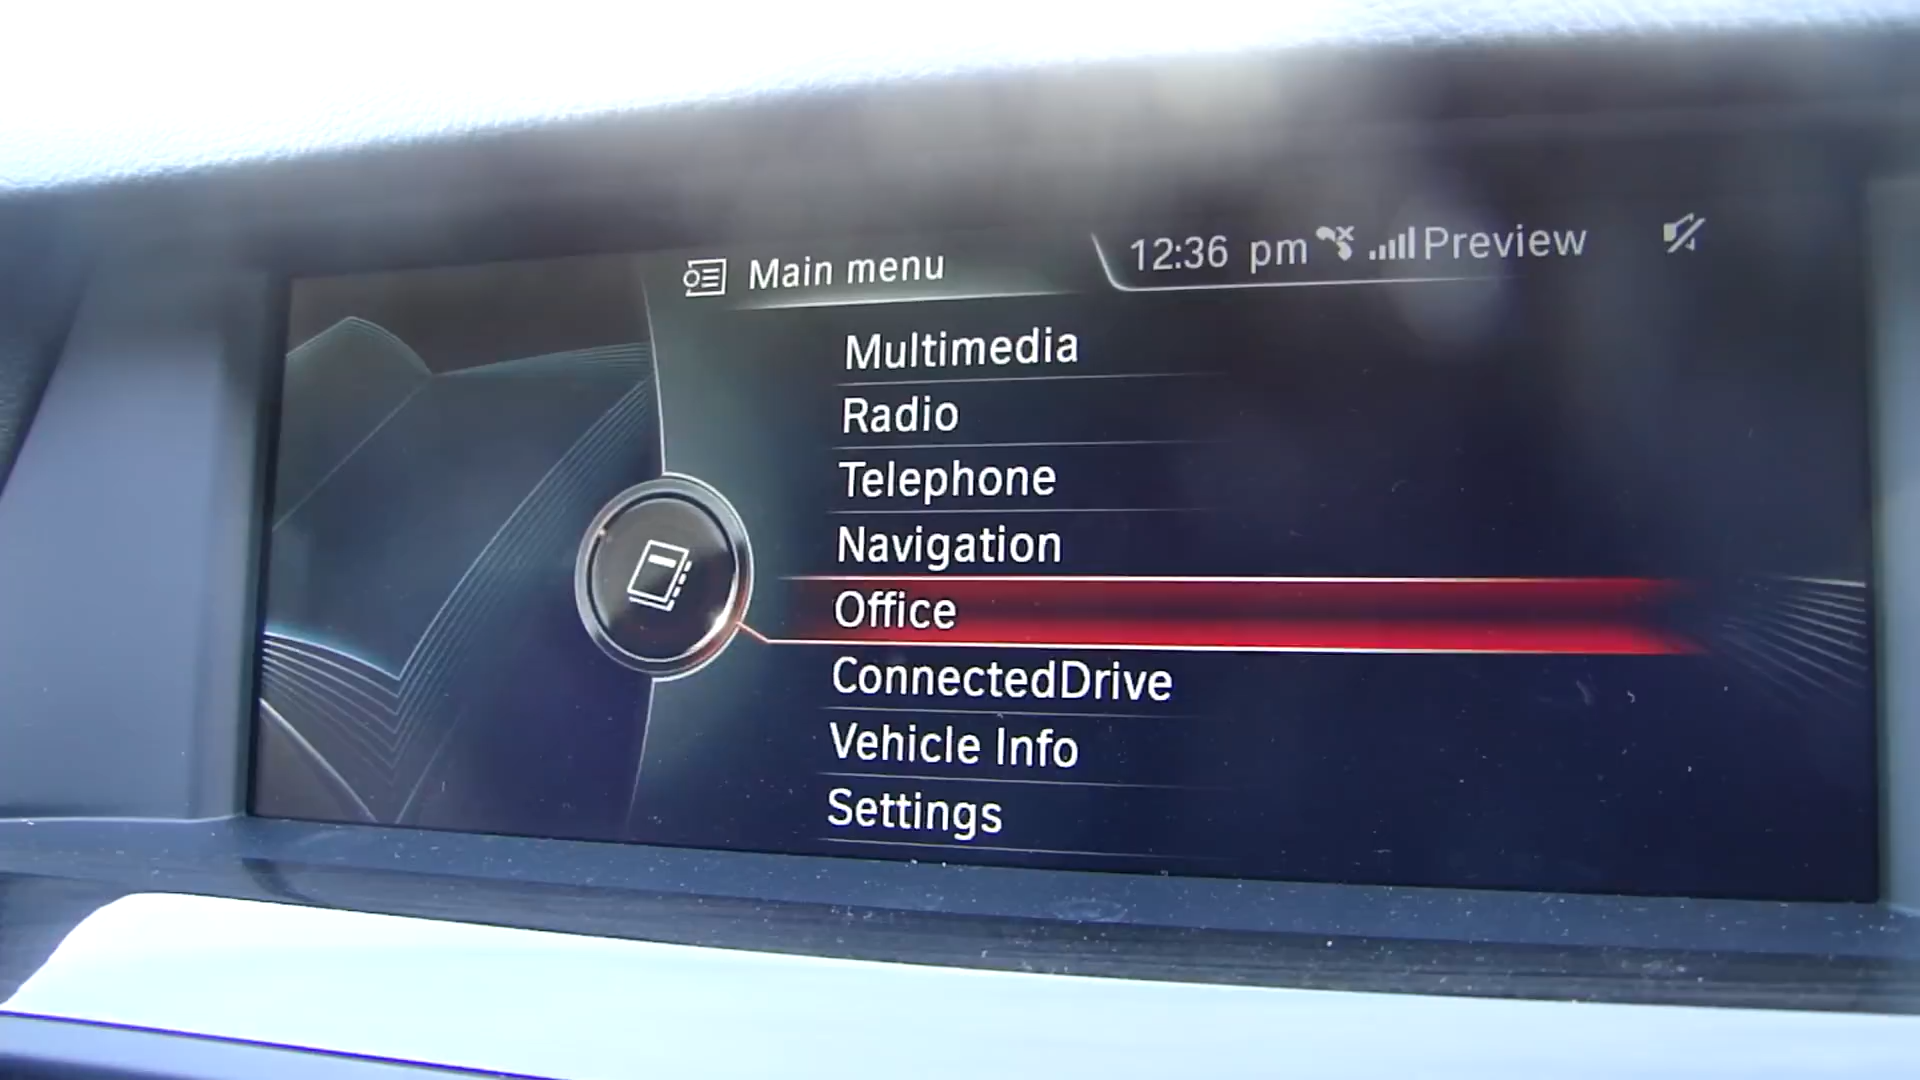 Main menu
12:36 pm Preview
Multimedia
Radio
Telephone
Navigation
Office
ConnectedDrive
Vehicle Info
Settings